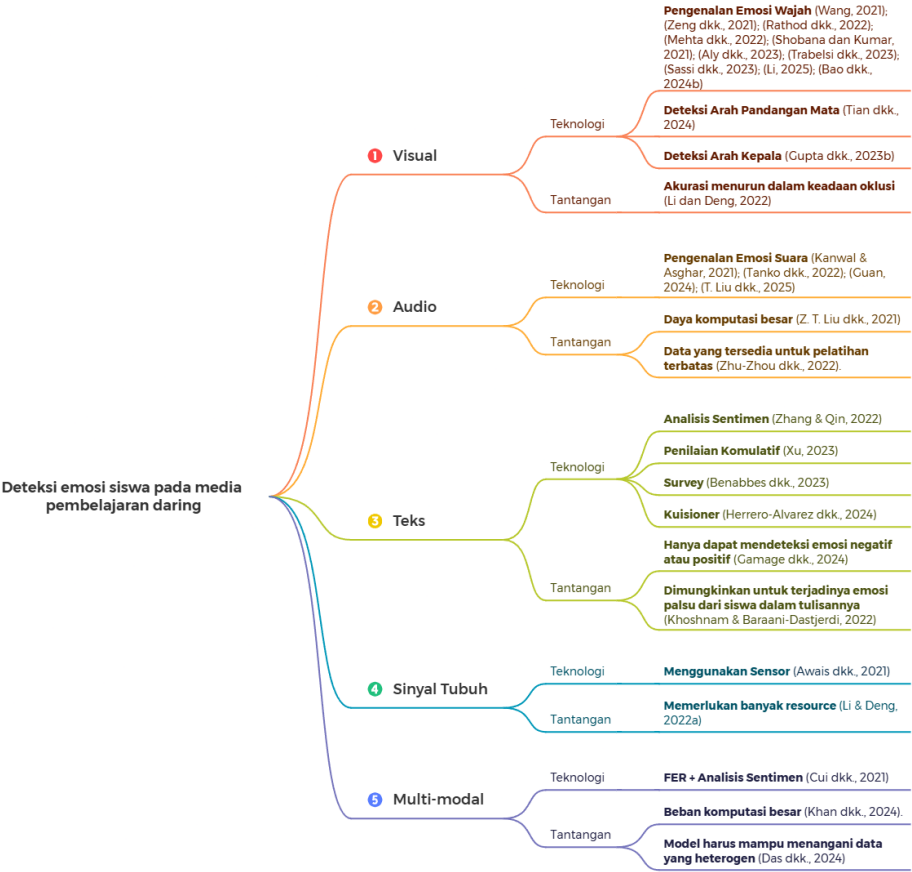 Deteksi emosi siswa pada media
pembelajaran daring
1 Visual
Teknologi
Pengenalan Emosi Wajah (Wang, 2021);
(Zeng dkk., 2021); (Rathod dkk., 2022);
(Mehta dkk., 2022); (Shobana dan Kumar,
2021); (Aly dkk., 2023); (Trabelsi dkk., 2023);
(Sassi dkk., 2023); (Li, 2025); (Bao dkk.,
2024b)
Deteksi Arah Pandangan Mata (Tian dkk.,
2024)
Deteksi Arah Kepala (Gupta dkk., 2023b)
Tantangan
Akurasi menurun dalam keadaan oklusi
(Li dan Deng, 2022)
2 Audio
Teknologi
Pengenalan Emosi Suara (Kanwal &
Asghar, 2021); (Tanko dkk., 2022); (Guan,
2024); (T. Liu dkk., 2025)
Tantangan
Daya komputasi besar (Z. T. Liu dkk., 2021)
Data yang tersedia untuk pelatihan
terbatas (Zhu-Zhou dkk., 2022).
3 Teks
Teknologi
Analisis Sentimen (Zhang & Qin, 2022)
Penilaian Komulatif (Xu, 2023)
Survey (Benabbes dkk., 2023)
Kuisioner (Herrero-Alvarez dkk., 2024)
Tantangan
Hanya dapat mendeteksi emosi negatif
atau positif (Gamage dkk., 2024)
Dimungkinkan untuk terjadinya emosi
palsu dari siswa dalam tulisannya
(Khoshnam & Baraani-Dastjerdi, 2022)
4 Sinyal Tubuh
Teknologi
Menggunakan Sensor (Awais dkk., 2021)
Tantangan
Memerlukan banyak resource (Li & Deng,
2022a)
5 Multi-modal
Teknologi
FER + Analisis Sentimen (Cui dkk., 2021)
Tantangan
Beban komputasi besar (Khan dkk., 2024).
Model harus mampu menangani data
yang heterogen (Das dkk., 2024)